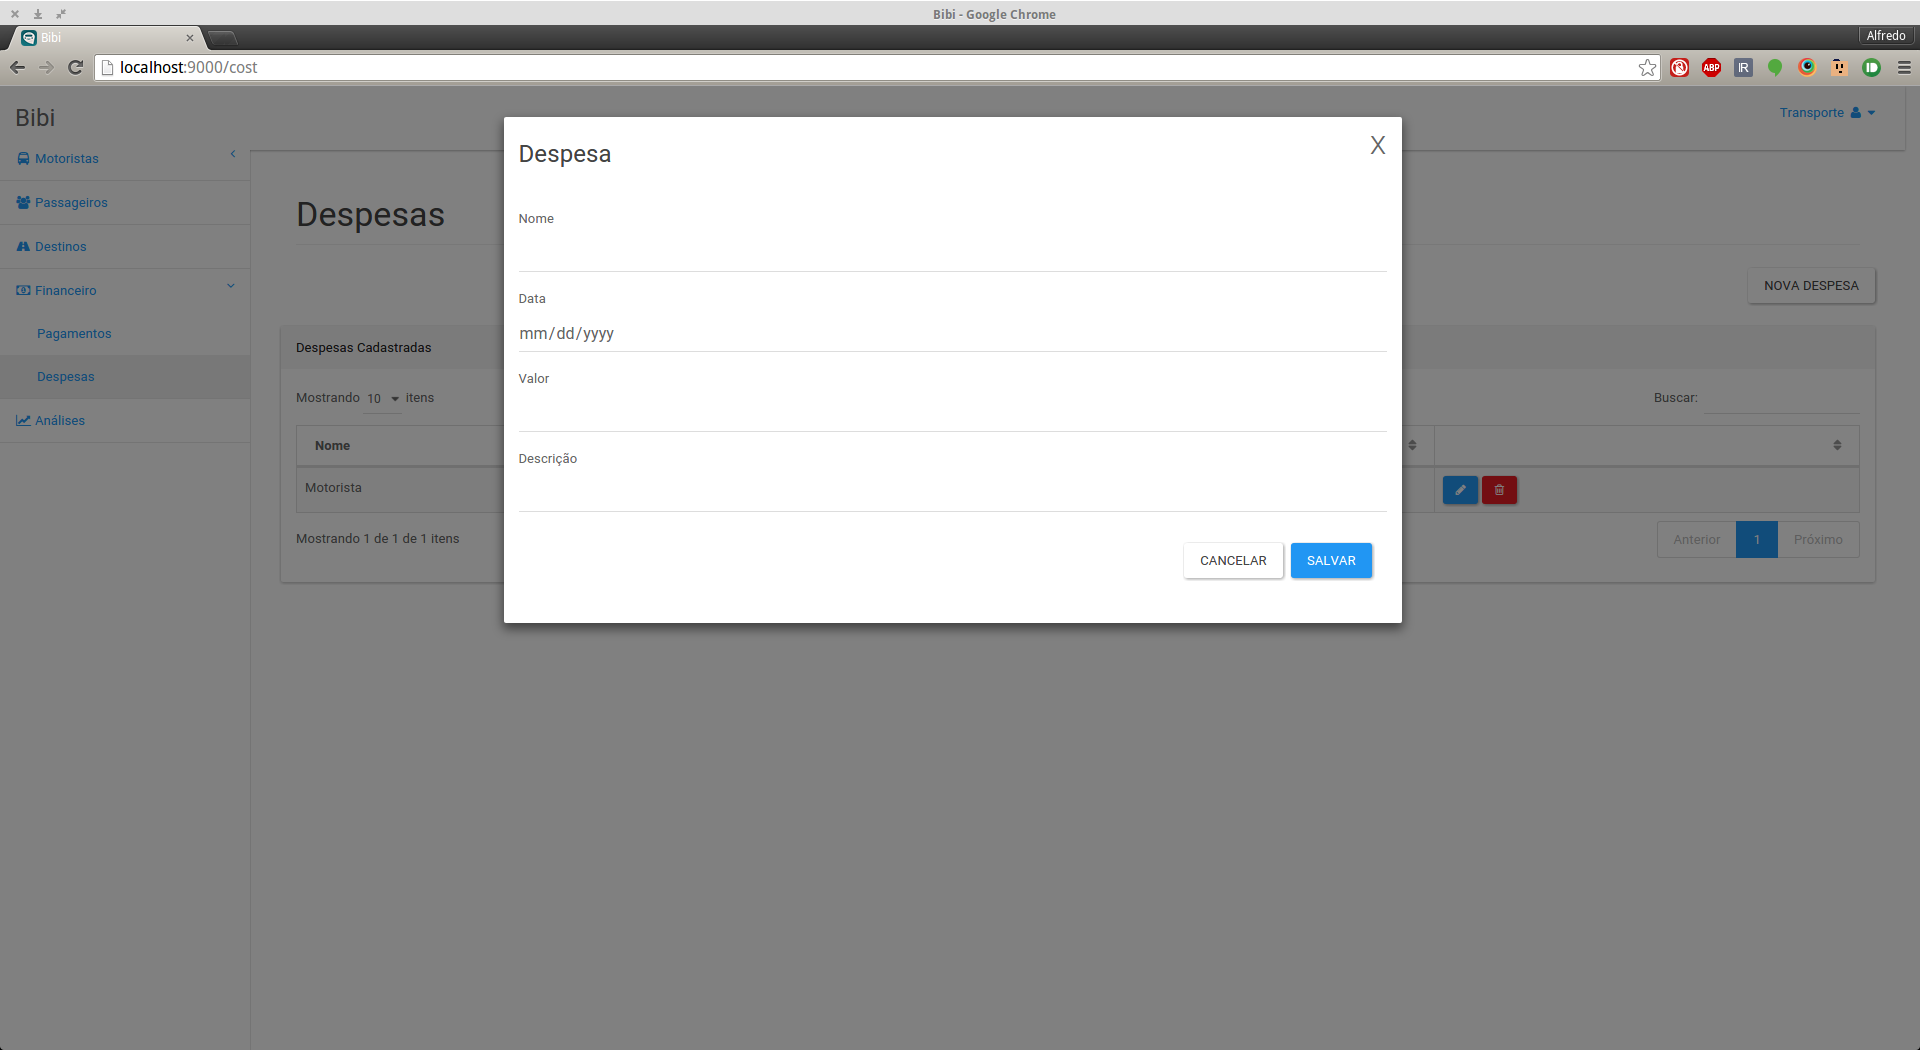 Bibi - Google Chrome
Bibi
Alfredo
localhost:9000/cost
ABP
Bibi
Transporte
Motoristas
Passageiros
Destinos
Financeiro
Pagamentos
Despesas
Análises
Despesas
NOVA DESPESA
Despesas Cadastradas
Mostrando 10 itens
Buscar:
Nome
Motorista
Mostrando 1 de 1 de 1 itens
Anterior 1 Próximo
Despesa
X
Nome
Data
mm/dd/yyyy
Valor
Descrição
CANCELAR SALVAR